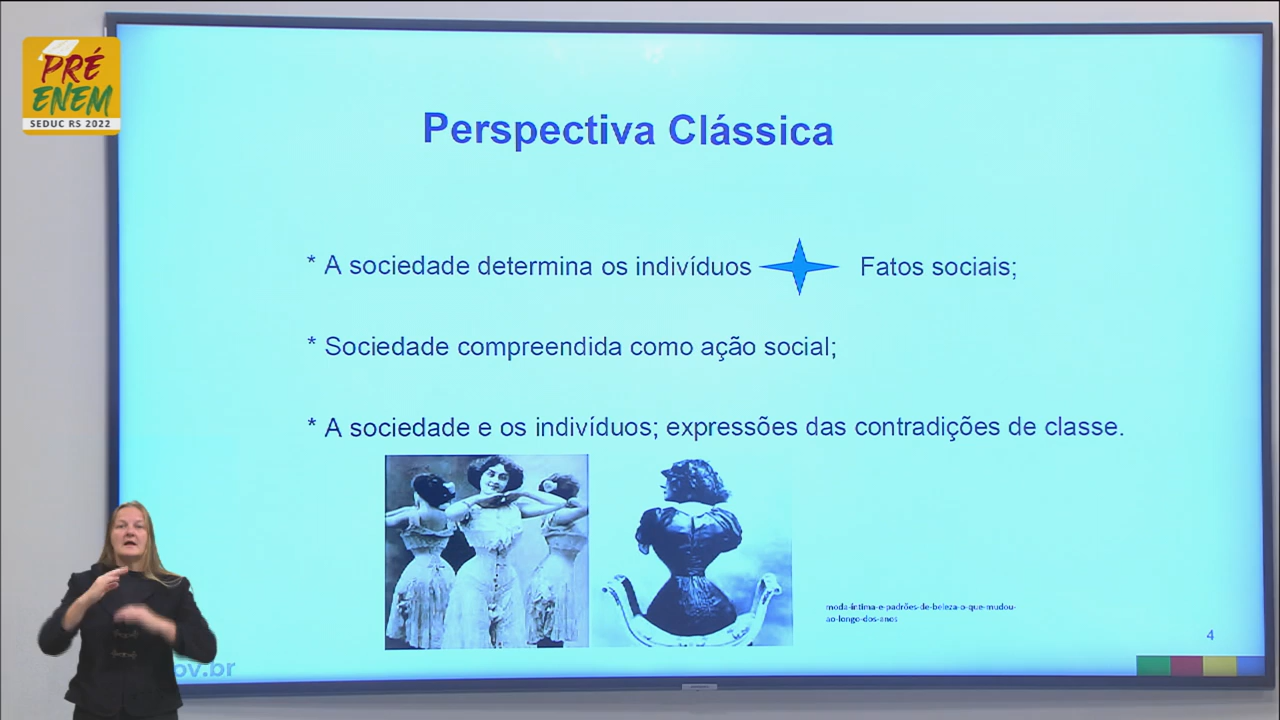 PRÉ
ENEM
SEDUC RS 2022
Perspectiva Clássica
* A sociedade determina os indivíduos Fatos sociais;
* Sociedade compreendida como ação social;
* A sociedade e os indivíduos; expressões das contradições de classe.
moda-íntima-e-padrões-de-beleza-o-que-mudou-
ao-longo-dos-anos
4
ov.br